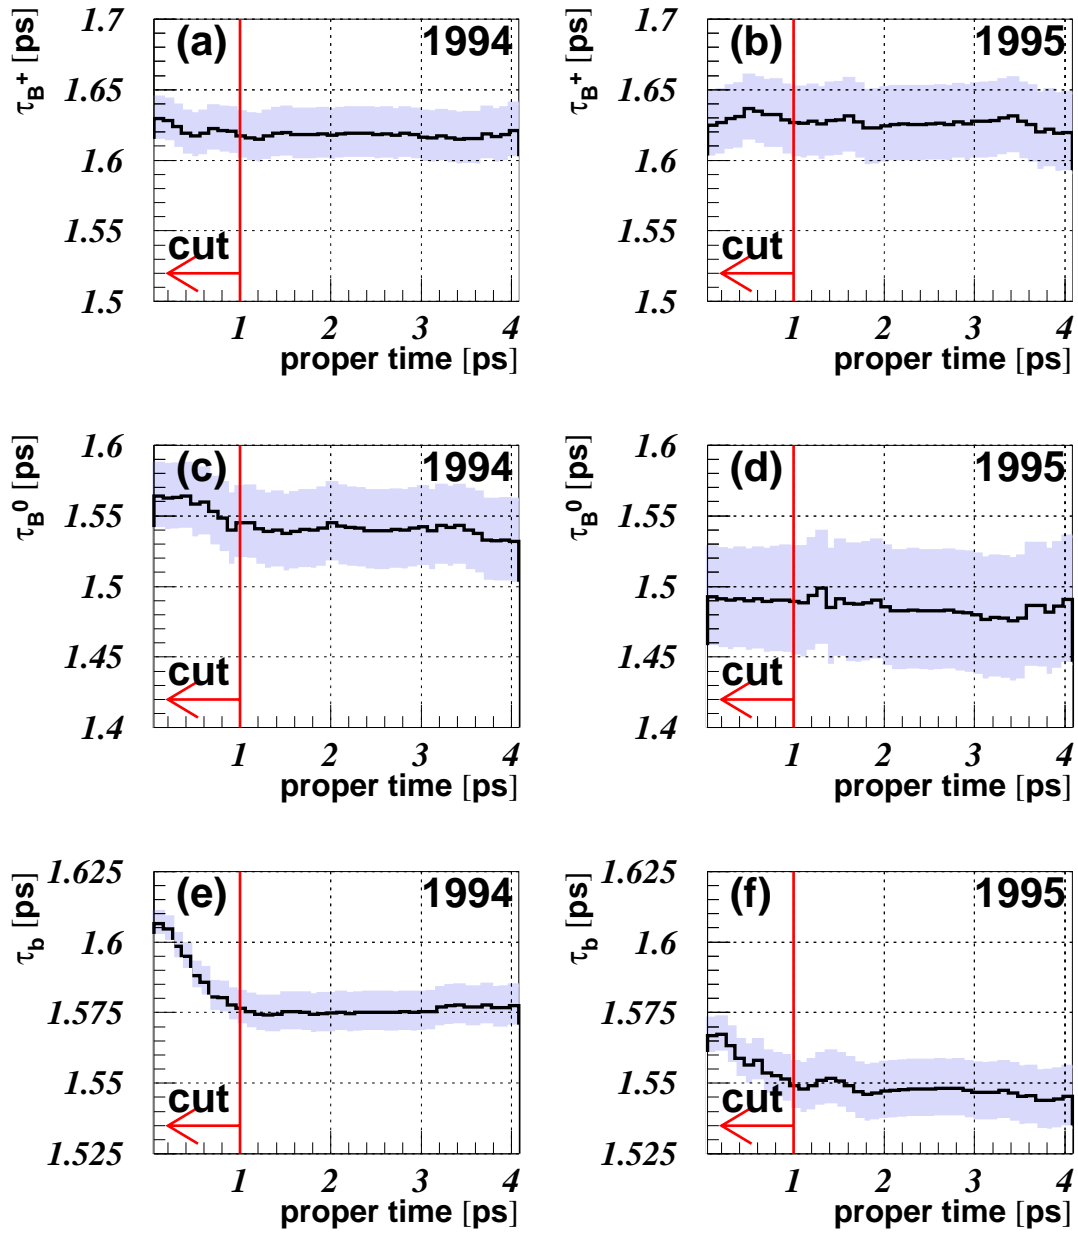 τB+ [ps]
1.7
1.65
1.6
1.55
1.5
(a)
1994
cut
1
2
3
4
proper time [ps]
τB+ [ps]
1.7
1.65
1.6
1.55
1.5
(b)
1995
cut
1
2
3
4
proper time [ps]
τB0 [ps]
1.6
1.55
1.5
1.45
1.4
(c)
1994
cut
1
2
3
4
proper time [ps]
τB0 [ps]
1.6
1.55
1.5
1.45
1.4
(d)
1995
cut
1
2
3
4
proper time [ps]
τb [ps]
1.625
1.6
1.575
1.55
1.525
(e)
1994
cut
1
2
3
4
proper time [ps]
τb [ps]
1.625
1.6
1.575
1.55
1.525
(f)
1995
cut
1
2
3
4
proper time [ps]